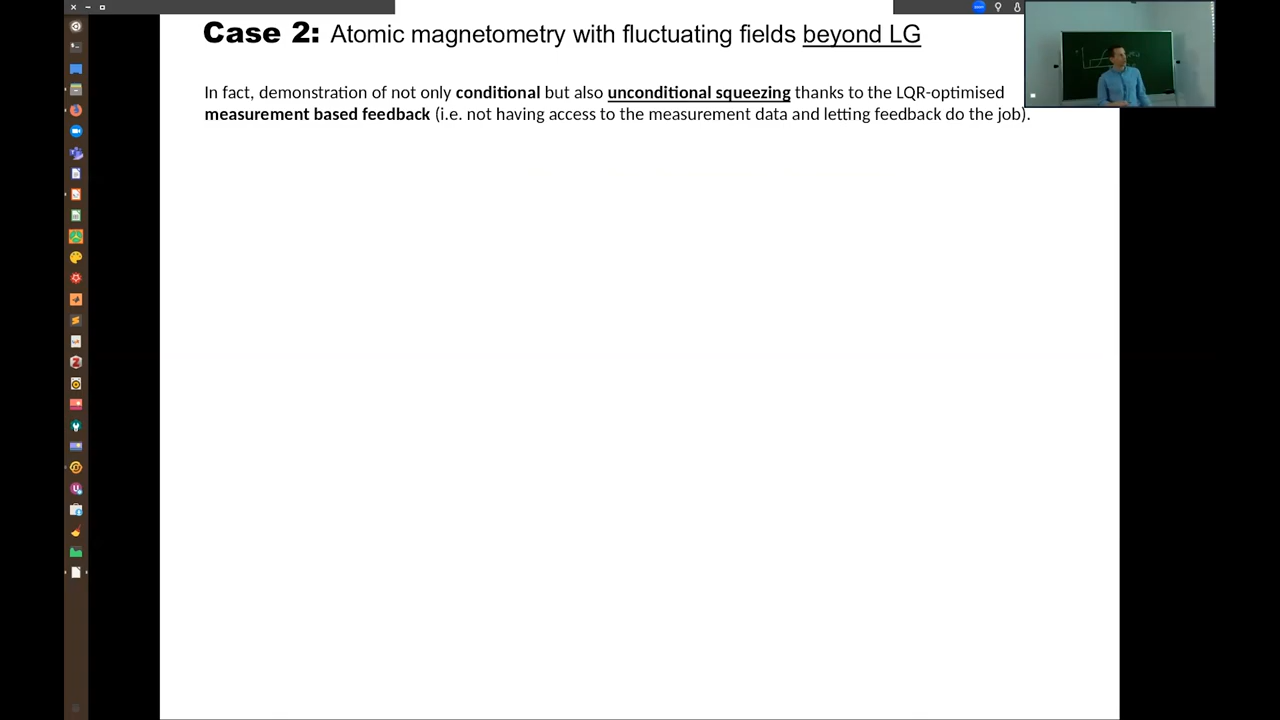 Case 2: Atomic magnetometry with fluctuating fields beyond LG
In fact, demonstration of not only conditional but also unconditional squeezing thanks to the LQR-optimised
measurement based feedback (i.e. not having access to the measurement data and letting feedback do the job).